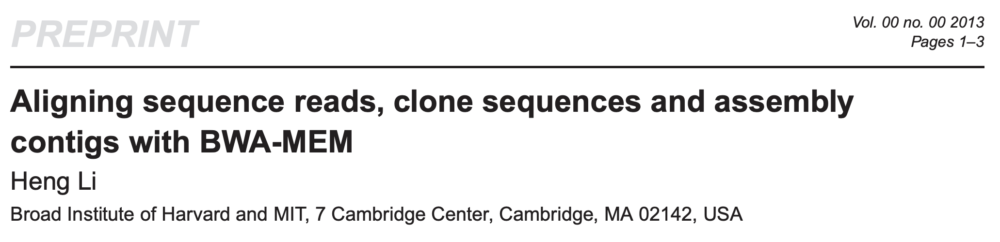 PREPRINT
Vol. 00 no. 00 2013
Pages 1–3
Aligning sequence reads, clone sequences and assembly
contigs with BWA-MEM
Heng Li
Broad Institute of Harvard and MIT, 7 Cambridge Center, Cambridge, MA 02142, USA